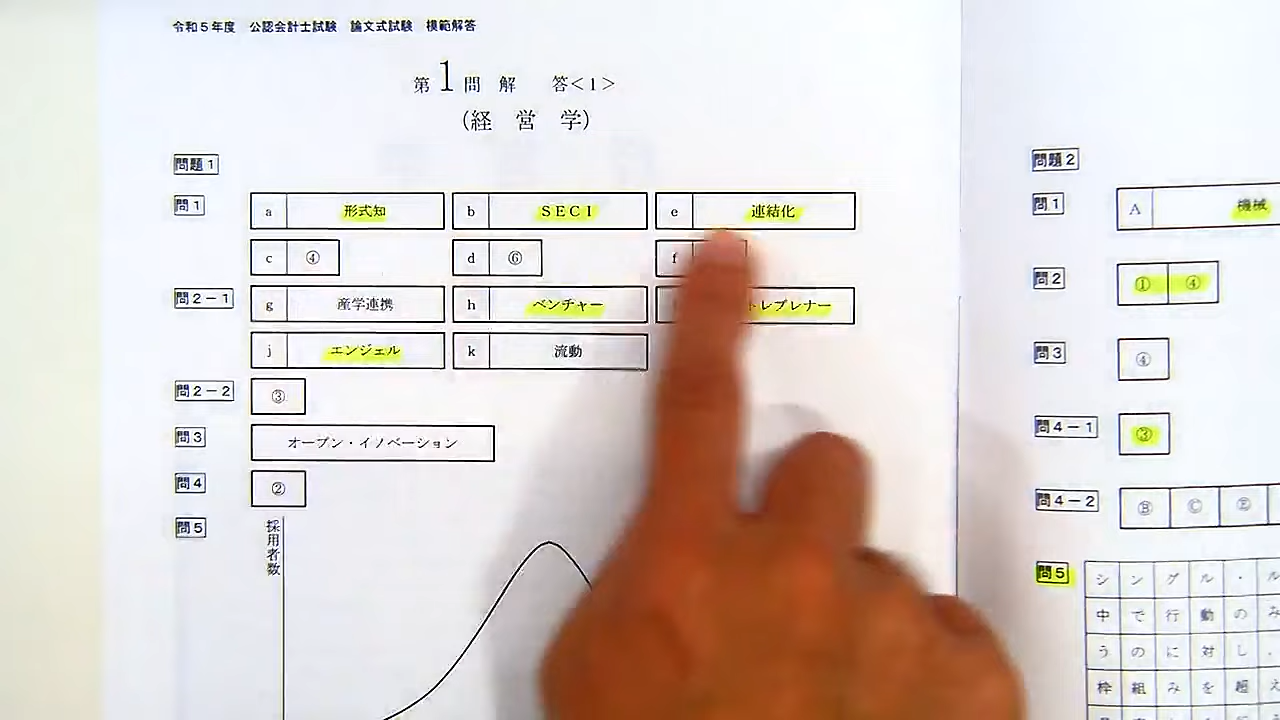 令和5年度 公認会計士試験 論文式試験 模範解答
第1問 解 答<1>
(経 営 学)
問題1
問1 a 形式知 b SECI e 連結化
c ④ d ⑥ f
問2-1 g 産学連携 h ベンチャー トレプレナー
j エンジェル k 流動
問2-2 ③
問3 オープン・イノベーション
問4 ②
問5 採用者数
問題2
問1 A 機械
問2 ① ④
問3 ④
問4-1 ③
問4-2 Ⓑ Ⓒ Ⓔ
問5 シングル・ル
中で行動のみ
うのに対し、
枠組みを超え